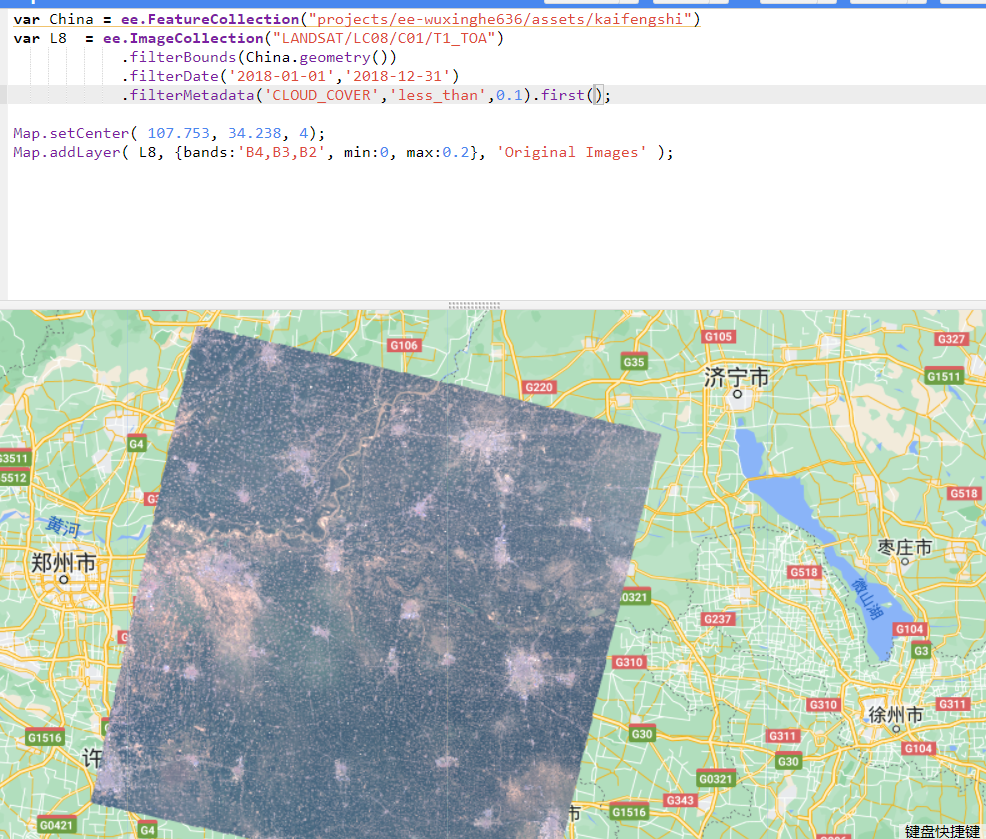 var China = ee.FeatureCollection("projects/ee-wuxinghe636/assets/kaifengshi")
var L8  = ee.ImageCollection("LANDSAT/LC08/C01/T1_TOA")
.filterBounds(China.geometry())
.filterDate('2018-01-01','2018-12-31')
.filterMetadata('CLOUD_COVER','less_than',0.1).first();
Map.setCenter( 107.753, 34.238, 4);
Map.addLayer( L8, {bands:'B4,B3,B2', min:0, max:0.2}, 'Original Images' );
G106
G105
G327
G35
济宁市
G1511
G220
G4
G3511
5512
G518
黄河
郑州市
枣庄市
G518
微山湖
0321
G237
G104
G3
G310
G310
徐州市
G311
G1516
G30
G311
G104
许
G30
G0321
G343
G0421
G4
市
G1516
键盘快捷键